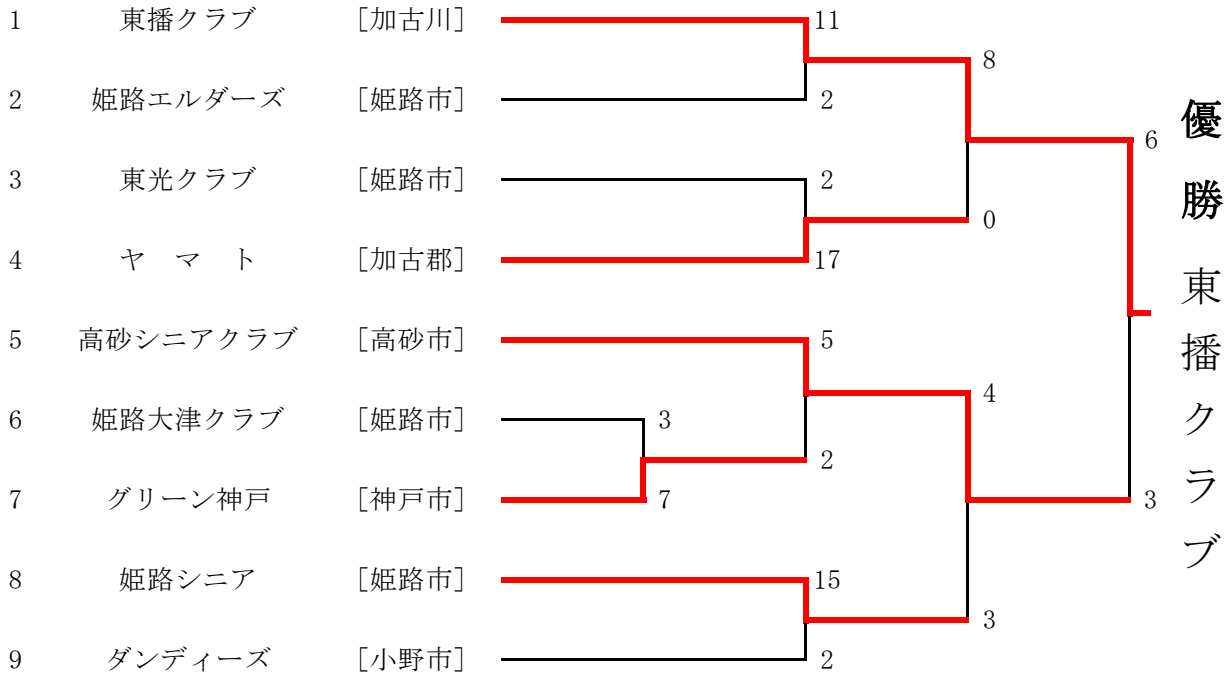 1 東播クラブ [加古川] 11
8
2 姫路エルダーズ [姫路市] 2
6
3 東光クラブ [姫路市] 2
0
4 ヤ マ ト [加古郡] 17
5 高砂シニアクラブ [高砂市] 5
4
6 姫路大津クラブ [姫路市] 3
2
7 グリーン神戸 [神戸市] 7
3
8 姫路シニア [姫路市] 15
3
9 ダンディーズ [小野市] 2
優勝 東播クラブ